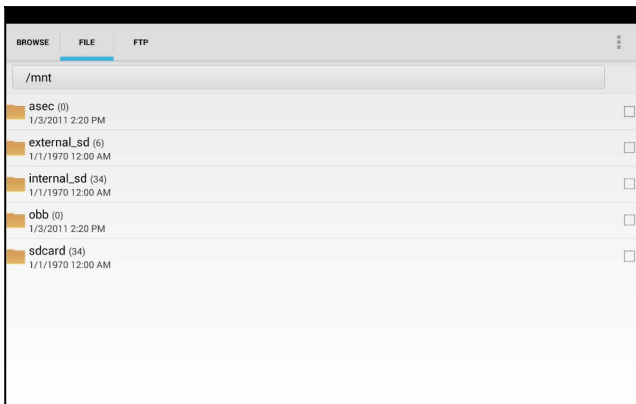 BROWSE FILE FTP
/mnt
asec (0)
1/3/2011 2:20 PM
external_sd (6)
1/1/1970 12:00 AM
internal_sd (34)
1/1/1970 12:00 AM
obb (0)
1/3/2011 2:20 PM
sdcard (34)
1/1/1970 12:00 AM